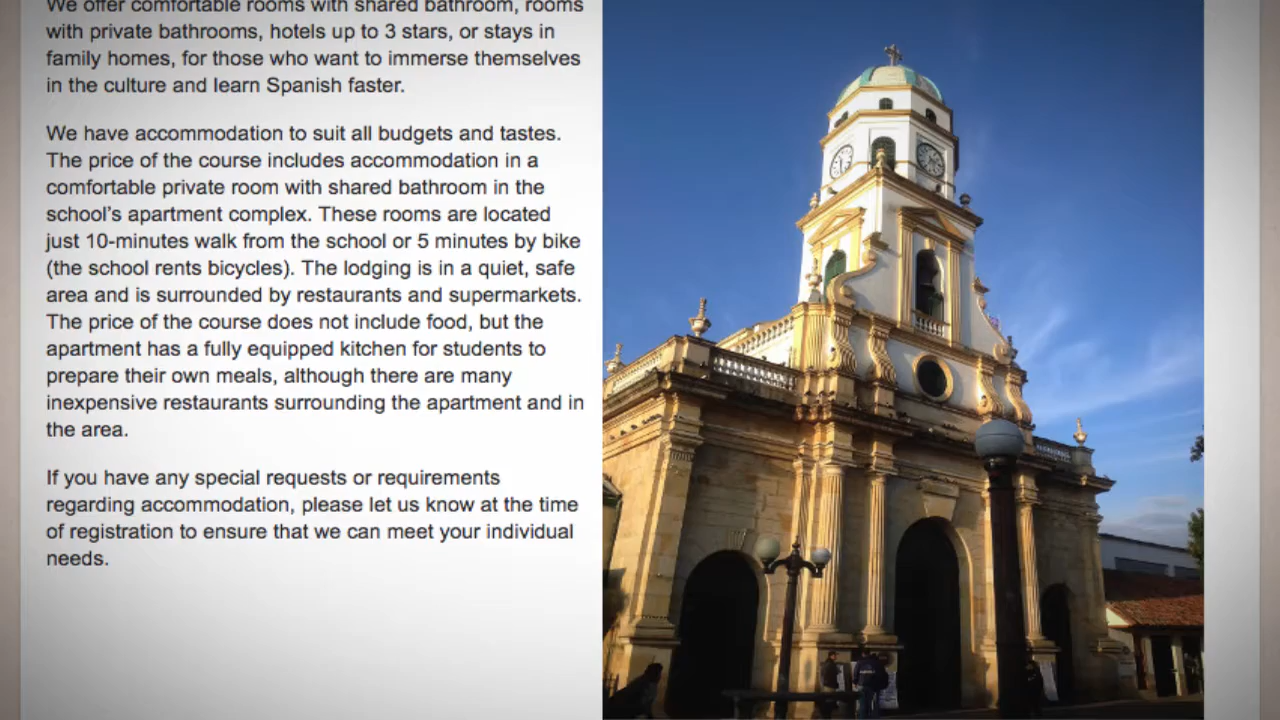 We offer comfortable rooms with shared bathroom, rooms
with private bathrooms, hotels up to 3 stars, or stays in
family homes, for those who want to immerse themselves
in the culture and learn Spanish faster.
We have accommodation to suit all budgets and tastes.
The price of the course includes accommodation in a
comfortable private room with shared bathroom in the
school’s apartment complex. These rooms are located
just 10-minutes walk from the school or 5 minutes by bike
(the school rents bicycles). The lodging is in a quiet, safe
area and is surrounded by restaurants and supermarkets.
The price of the course does not include food, but the
apartment has a fully equipped kitchen for students to
prepare their own meals, although there are many
inexpensive restaurants surrounding the apartment and in
the area.
If you have any special requests or requirements
regarding accommodation, please let us know at the time
of registration to ensure that we can meet your individual
needs.